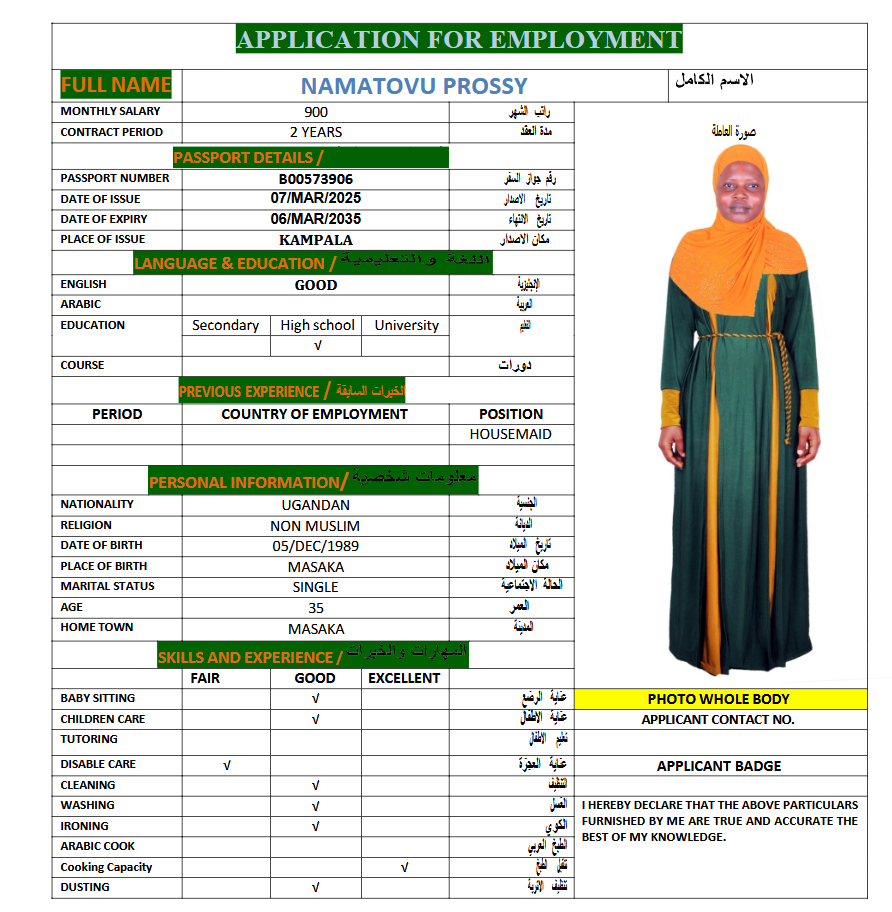 APPLICATION FOR EMPLOYMENT
FULL NAME NAMATOVU PROSSY الاسم الكامل
MONTHLY SALARY 900 راتب الشهر
CONTRACT PERIOD 2 YEARS مدة العقد
صورة العاملة
PASSPORT DETAILS /
PASSPORT NUMBER B00573906 رقم جواز السفر
DATE OF ISSUE 07/MAR/2025 تاريخ الاصدار
DATE OF EXPIRY 06/MAR/2035 تاريخ الانتهاء
PLACE OF ISSUE KAMPALA مكان الاصدار
LANGUAGE & EDUCATION / اللغة والتعليمية
ENGLISH GOOD الإنجليزية
ARABIC العربية
EDUCATION Secondary High school University
√
COURSE دورات
PREVIOUS EXPERIENCE / الخبرات السابقة
PERIOD COUNTRY OF EMPLOYMENT POSITION
HOUSEMAID
PERSONAL INFORMATION/ معلومات شخصية
NATIONALITY UGANDAN الجنسية
RELIGION NON MUSLIM الديانة
DATE OF BIRTH 05/DEC/1989 تاريخ الميلاد
PLACE OF BIRTH MASAKA مكان الميلاد
MARITAL STATUS SINGLE الحالة الاجتماعية
AGE 35 العمر
HOME TOWN MASAKA المدينة
SKILLS AND EXPERIENCE / المهارات والخبرات
FAIR GOOD EXCELLENT
BABY SITTING √ عناية الرضع
PHOTO WHOLE BODY
CHILDREN CARE √ عناية الاطفال
APPLICANT CONTACT NO.
TUTORING تعليم الاطفال
DISABLE CARE √ عناية العجزة
APPLICANT BADGE
CLEANING √ التنظيف
WASHING √ الغسل
IRONING √ الكوي
ARABIC COOK الطبخ العربي
Cooking Capacity √ الطبخ
DUSTING √ تنظيف الاتربة
I HEREBY DECLARE THAT THE ABOVE PARTICULARS
FURNISHED BY ME ARE TRUE AND ACCURATE THE
BEST OF MY KNOWLEDGE.